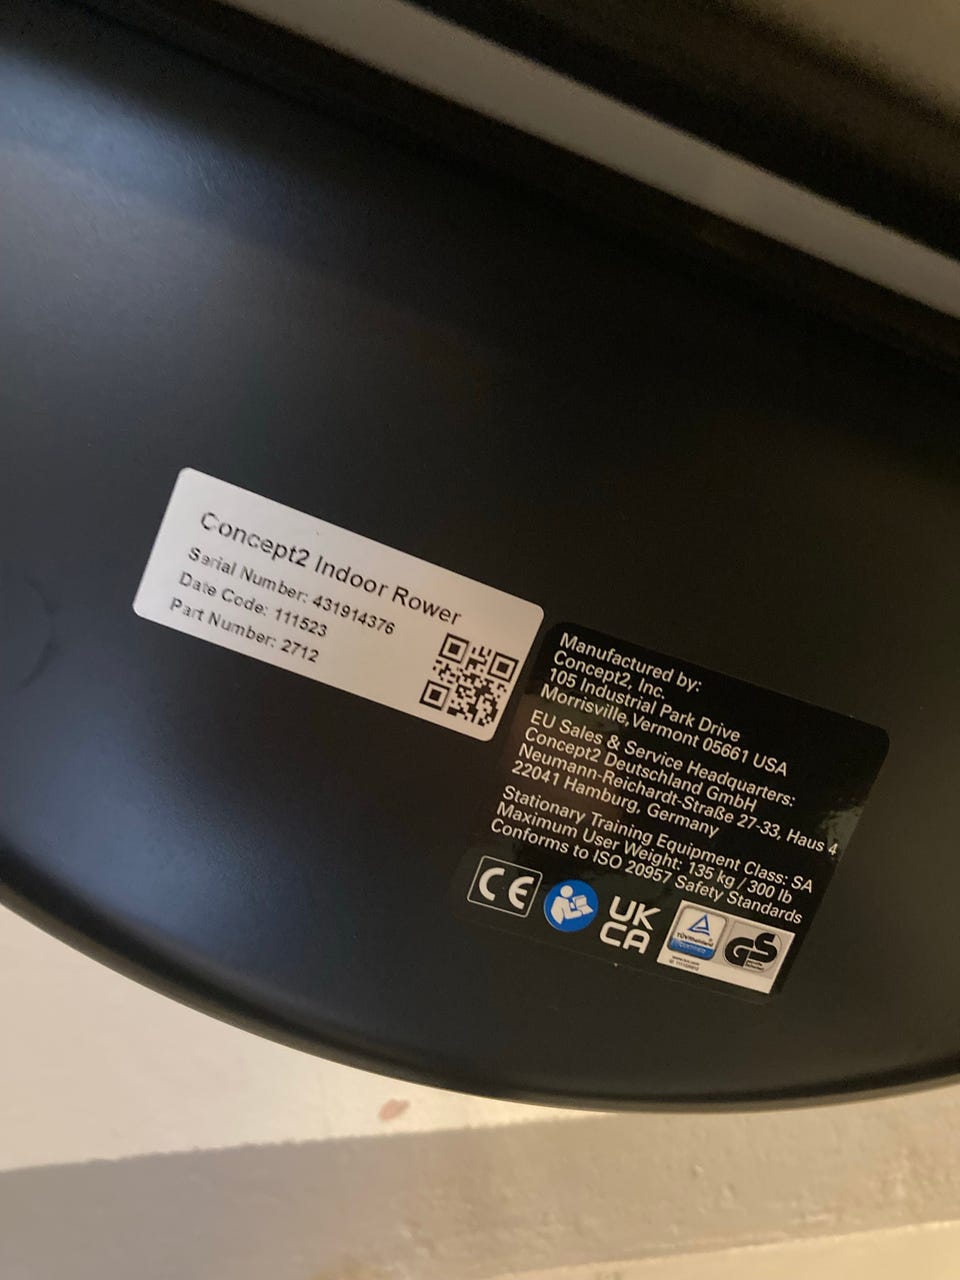 Concept2 Indoor Rower
Serial Number: 431914376
Date Code: 111523
Part Number: 2712
Manufactured by:
Concept2, Inc.
105 Industrial Park Drive
Morrisville, Vermont 05661 USA
EU Sales & Service Headquarters:
Concept2 Deutschland GmbH
Neumann-Reichardt-Straße 27-33, Haus 4
22041 Hamburg, Germany
Stationary Training Equipment Class: SA
Maximum User Weight: 135 kg / 300 lb
Conforms to ISO 20957 Safety Standards
CE
UK
CA
TÜVRheinland
GS